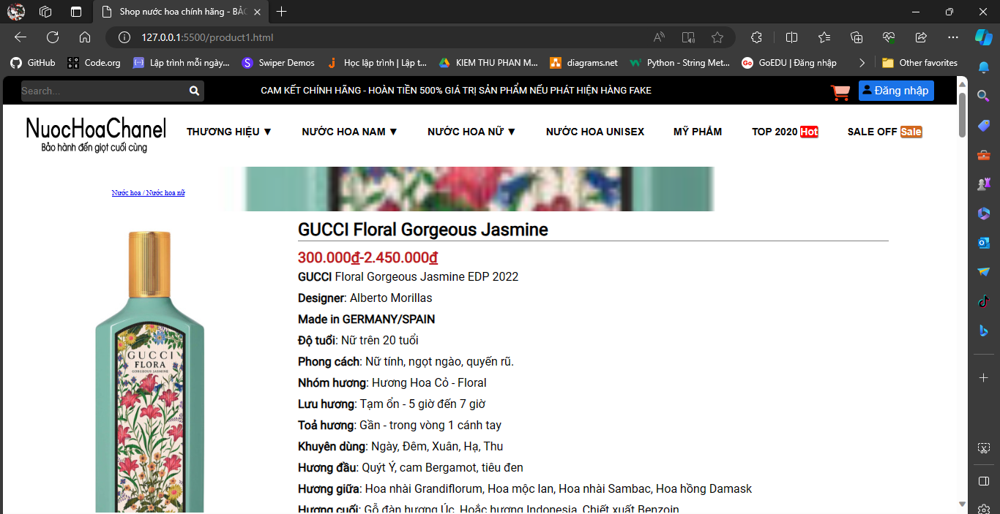 Shop nước hoa chính hãng - BẢO
127.0.0.1:5500/product1.html
GitHub Code.org Lập trình mỗi ngày... Swiper Demos Học lập trình | Lập t... KIEM THU PHAN M... diagrams.net Python - String Met... GoEDU | Đăng nhập Other favorites
Search... CAM KẾT CHÍNH HÃNG - HOÀN TIỀN 500% GIÁ TRỊ SẢN PHẨM NẾU PHÁT HIỆN HÀNG FAKE Đăng nhập
NuocHoaChanel THƯƠNG HIỆU ▼ NƯỚC HOA NAM ▼ NƯỚC HOA NỮ ▼ NƯỚC HOA UNISEX MỸ PHẨM TOP 2020 Hot SALE OFF Sale
Bảo hành đến giọt cuối cùng
Nước hoa / Nước hoa nữ
GUCCI Floral Gorgeous Jasmine
300.000₫-2.450.000₫
GUCCI Floral Gorgeous Jasmine EDP 2022
Designer: Alberto Morillas
Made in GERMANY/SPAIN
Độ tuổi: Nữ trên 20 tuổi
Phong cách: Nữ tính, ngọt ngào, quyến rũ.
Nhóm hương: Hương Hoa Cỏ - Floral
Lưu hương: Tạm ổn - 5 giờ đến 7 giờ
Toả hương: Gần - trong vòng 1 cánh tay
Khuyên dùng: Ngày, Đêm, Xuân, Hạ, Thu
Hương đầu: Quýt Ý, cam Bergamot, tiêu đen
Hương giữa: Hoa nhài Grandiflorum, Hoa mộc lan, Hoa nhài Sambac, Hoa hồng Damask
Hương cuối: Gỗ đàn hương Úc, Hoắc hương Indonesia, Chiết xuất Benzoin
GUCCI
FLORA
GORGEOUS JASMINE